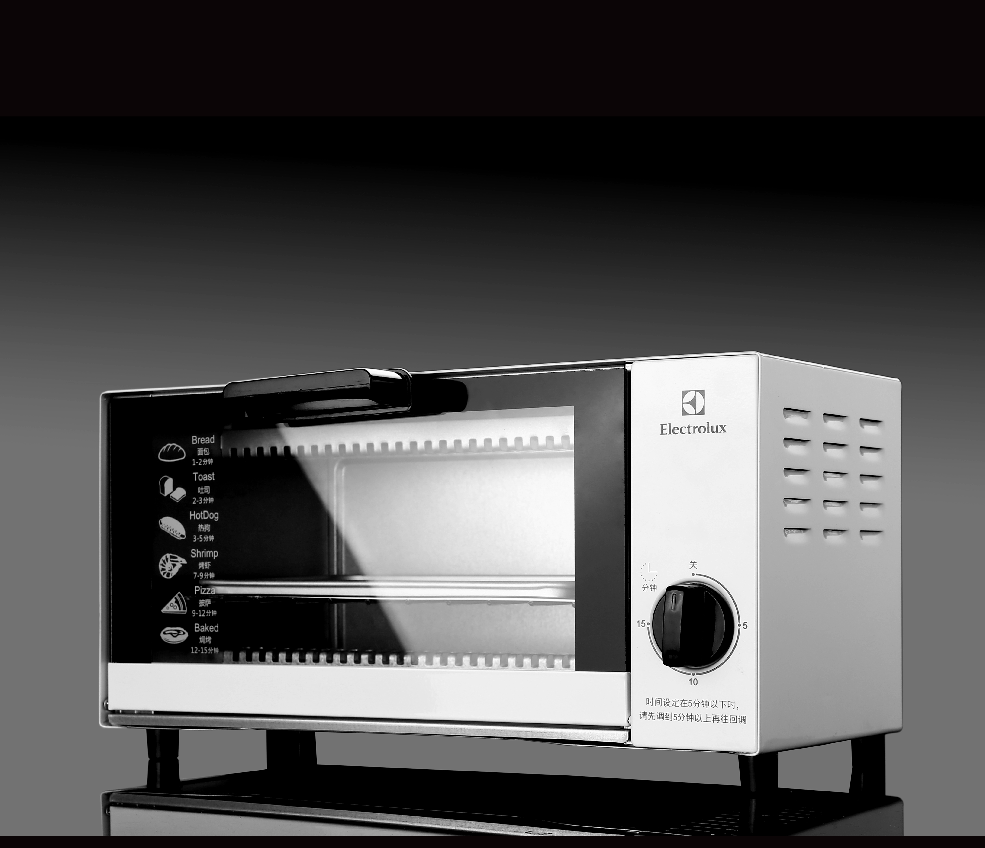 Bread
面包
1-2分钟
Toast
吐司
2-3分钟
HotDog
热狗
3-5分钟
Shrimp
烤虾
7-9分钟
Pizza
披萨
9-12分钟
Baked
焗烤
12-15分钟
Electrolux
关
分钟
15
5
10
时间设定在5分钟以下时,
请先调到5分钟以上再往回调